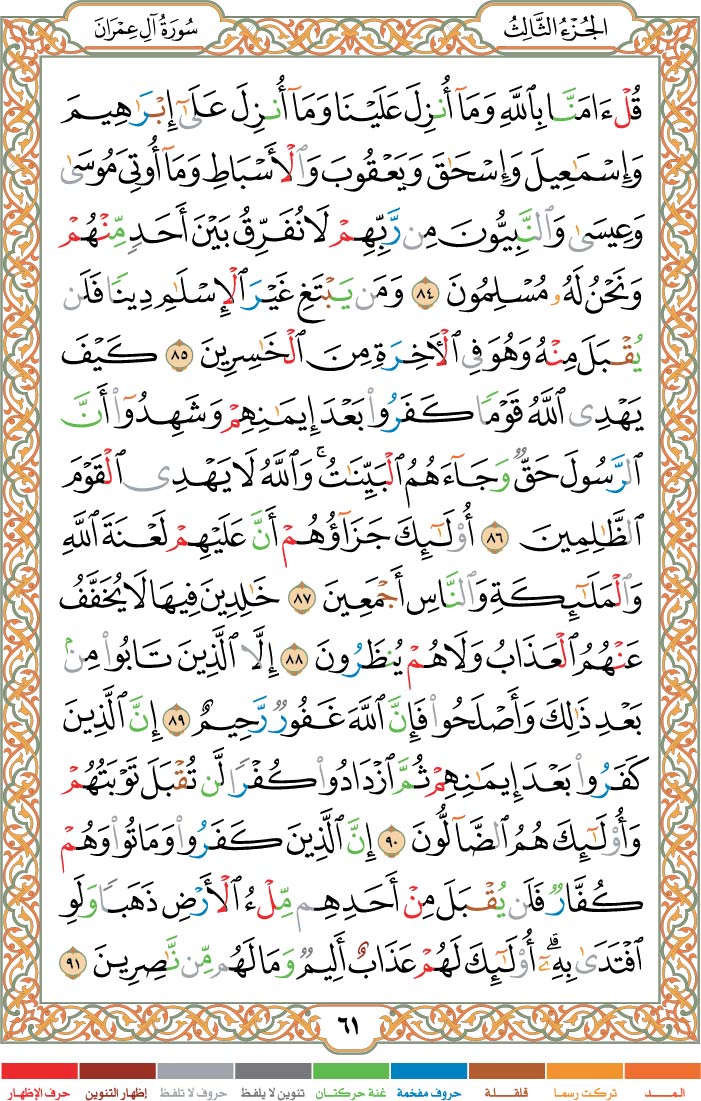 الجُزْءُ الثَّالِثُ
سُورَةُ آلِ عِمْرَانَ
قُلْ ءَامَنَّا بِٱللَّهِ وَمَآ أُنزِلَ عَلَيْنَا وَمَآ أُنزِلَ عَلَىٰٓ إِبْرَٰهِيمَ
وَإِسْمَٰعِيلَ وَإِسْحَٰقَ وَيَعْقُوبَ وَٱلْأَسْبَاطِ وَمَآ أُوتِىَ مُوسَىٰ
وَعِيسَىٰ وَٱلنَّبِيُّونَ مِن رَّبِّهِمْ لَا نُفَرِّقُ بَيْنَ أَحَدٍ مِّنْهُمْ
وَنَحْنُ لَهُۥ مُسْلِمُونَ ٨٤ وَمَن يَبْتَغِ غَيْرَ ٱلْإِسْلَٰمِ دِينًا فَلَن
يُقْبَلَ مِنْهُ وَهُوَ فِى ٱلْءَاخِرَةِ مِنَ ٱلْخَٰسِرِينَ ٨٥ كَيْفَ
يَهْدِى ٱللَّهُ قَوْمًا كَفَرُوا۟ بَعْدَ إِيمَٰنِهِمْ وَشَهِدُوٓا۟ أَنَّ
ٱلرَّسُولَ حَقٌّ وَجَآءَهُمُ ٱلْبَيِّنَٰتُ ۚ وَٱللَّهُ لَا يَهْدِى ٱلْقَوْمَ
ٱلظَّٰلِمِينَ ٨٦ أُو۟لَٰٓئِكَ جَزَآؤُهُمْ أَنَّ عَلَيْهِمْ لَعْنَةَ ٱللَّهِ
وَٱلْمَلَٰٓئِكَةِ وَٱلنَّاسِ أَجْمَعِينَ ٨٧ خَٰلِدِينَ فِيهَا لَا يُخَفَّفُ
عَنْهُمُ ٱلْعَذَابُ وَلَا هُمْ يُنظَرُونَ ٨٨ إِلَّا ٱلَّذِينَ تَابُوا۟ مِنۢ
بَعْدِ ذَٰلِكَ وَأَصْلَحُوا۟ فَإِنَّ ٱللَّهَ غَفُورٌ رَّحِيمٌ ٨٩ إِنَّ ٱلَّذِينَ
كَفَرُوا۟ بَعْدَ إِيمَٰنِهِمْ ثُمَّ ٱزْدَادُوا۟ كُفْرًا لَّن تُقْبَلَ تَوْبَتُهُمْ
وَأُو۟لَٰٓئِكَ هُمُ ٱلضَّآلُّونَ ٩٠ إِنَّ ٱلَّذِينَ كَفَرُوا۟ وَمَاتُوا۟ وَهُمْ
كُفَّارٌ فَلَن يُقْبَلَ مِنْ أَحَدِهِم مِّلْءُ ٱلْأَرْضِ ذَهَبًا وَلَوِ
ٱفْتَدَىٰ بِهِۦٓ ۗ أُو۟لَٰٓئِكَ لَهُمْ عَذَابٌ أَلِيمٌ وَمَا لَهُم مِّن نَّٰصِرِينَ ٩١
٦١
المـــد تركت رسما قلقـلـة حروف مفخمة غنة حركتـان تنوين لا يلفظ حروف لا تلفظ إظهار التنوين حرف الإظهار